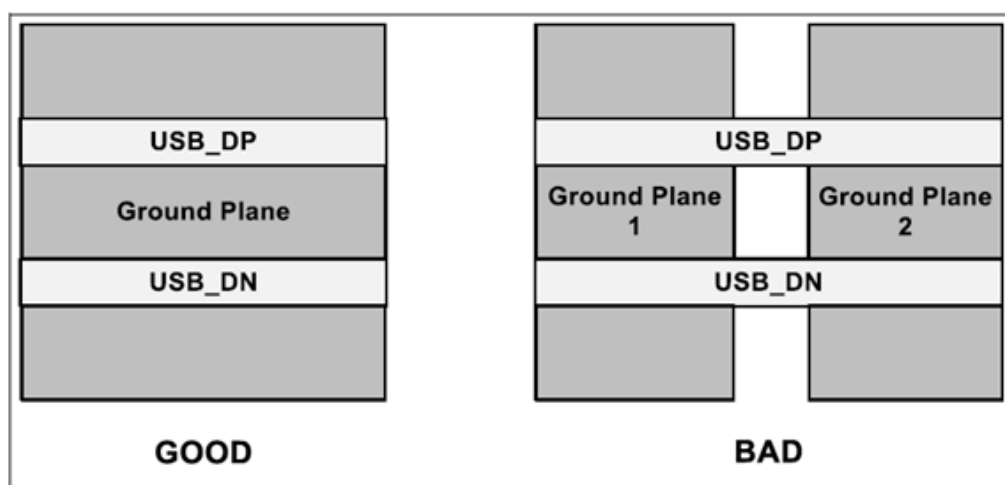 USB_DP
Ground Plane
USB_DN
GOOD
USB_DP
Ground Plane
1
Ground Plane
2
USB_DN
BAD